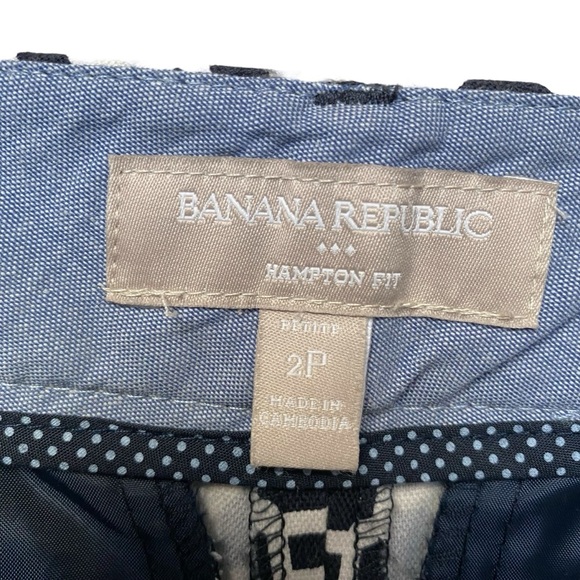 BANANA REPUBLIC
HAMPTON FIT
PETITE
2P
MADE IN
CAMBODIA